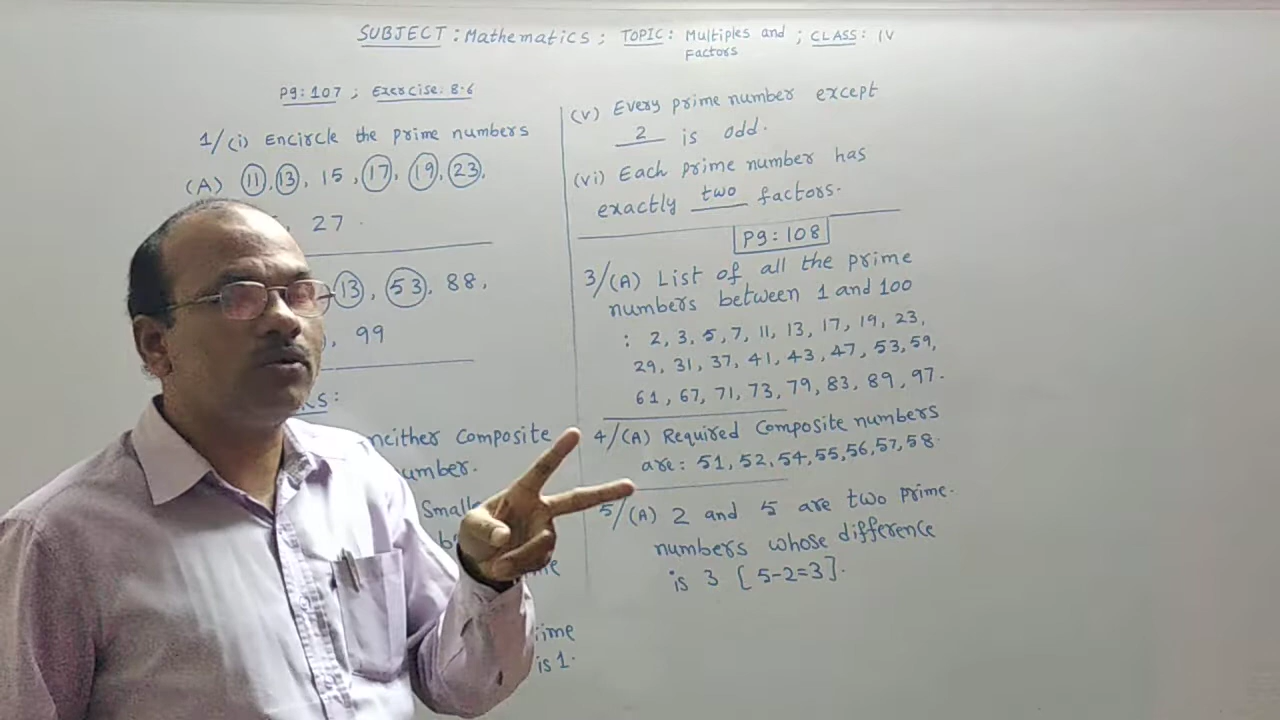 SUBJECT : Mathematics ; TOPIC : Multiples and Factors ; CLASS : IV
Pg : 107 ; Exercise : 8.6
1/(i) Encircle the prime numbers
(A) 11, 13, 15, 17, 19, 23,
27.
13, 53, 88,
, 99
KS :
neither composite
umber.
Small
ime
is 1.
(v) Every prime number except
2 is odd.
(vi) Each prime number has
exactly two factors.
Pg : 108
3/(A) List of all the prime
numbers between 1 and 100
: 2, 3, 5, 7, 11, 13, 17, 19, 23,
29, 31, 37, 41, 43, 47, 53, 59,
61, 67, 71, 73, 79, 83, 89, 97.
4/(A) Required Composite numbers
are : 51, 52, 54, 55, 56, 57, 58.
5/(A) 2 and 5 are two prime.
numbers whose difference
is 3 [5-2=3].